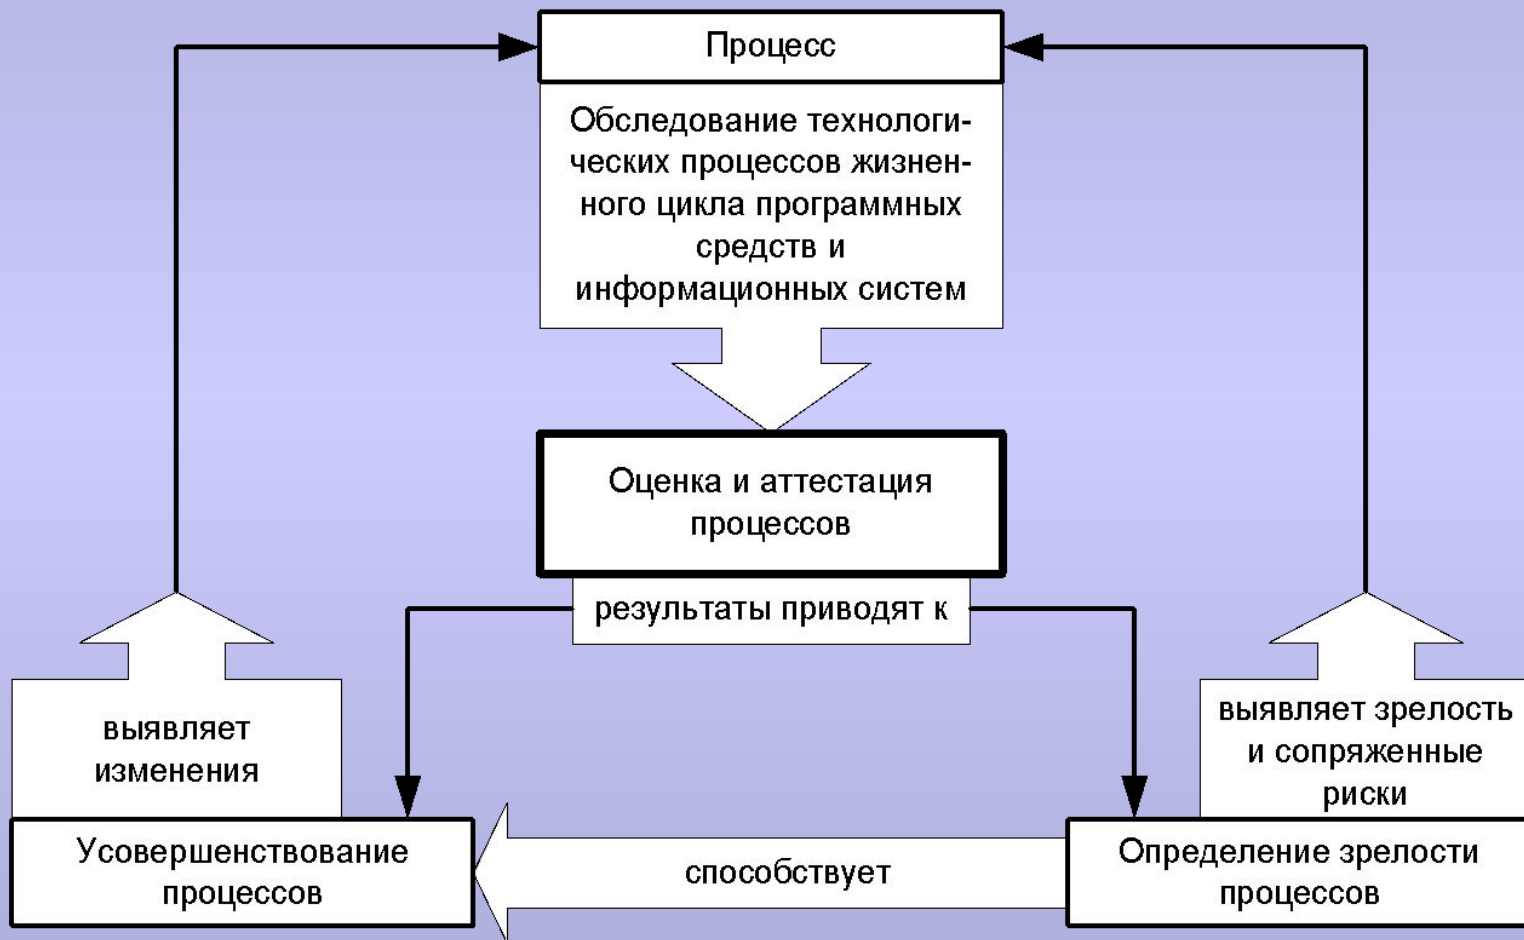 Процесс
Обследование технологи-
ческих процессов жизнен-
ного цикла программных
средств и
информационных систем
Оценка и аттестация
процессов
результаты приводят к
выявляет
изменения
выявляет зрелость
и сопряженные
риски
Усовершенствование
процессов
способствует
Определение зрелости
процессов